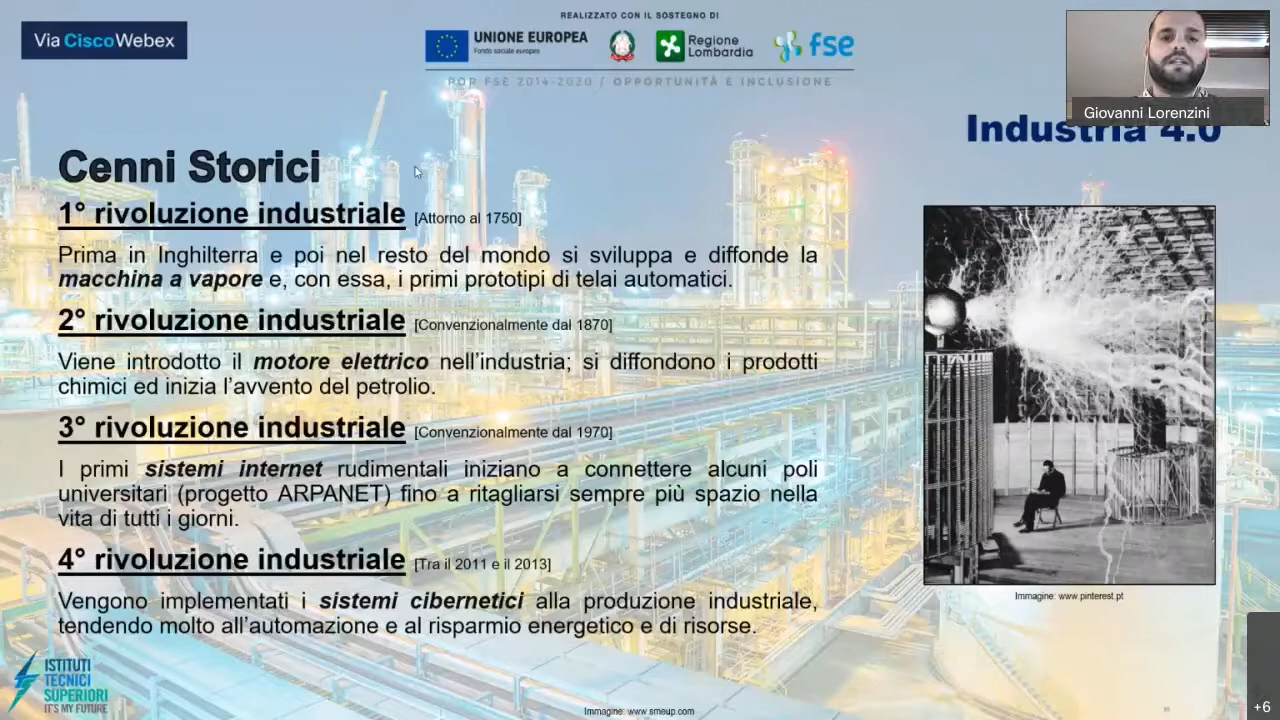 REALIZZATO CON IL SOSTEGNO DI
Via Cisco Webex
UNIONE EUROPEA
Fondo sociale europeo
Regione
Lombardia
fse
POR FSE 2014-2020 / OPPORTUNITÀ E INCLUSIONE
Giovanni Lorenzini
Industria 4.0
Cenni Storici
1° rivoluzione industriale [Attorno al 1750]
Prima in Inghilterra e poi nel resto del mondo si sviluppa e diffonde la
macchina a vapore e, con essa, i primi prototipi di telai automatici.
2° rivoluzione industriale [Convenzionalmente dal 1870]
Viene introdotto il motore elettrico nell'industria; si diffondono i prodotti
chimici ed inizia l'avvento del petrolio.
3° rivoluzione industriale [Convenzionalmente dal 1970]
I primi sistemi internet rudimentali iniziano a connettere alcuni poli
universitari (progetto ARPANET) fino a ritagliarsi sempre più spazio nella
vita di tutti i giorni.
4° rivoluzione industriale [Tra il 2011 e il 2013]
Vengono implementati i sistemi cibernetici alla produzione industriale,
tendendo molto all'automazione e al risparmio energetico e di risorse.
Immagine: www.pinterest.pt
ISTITUTI
TECNICI
SUPERIORI
IT'S MY FUTURE
Immagine: www.smeup.com
+6